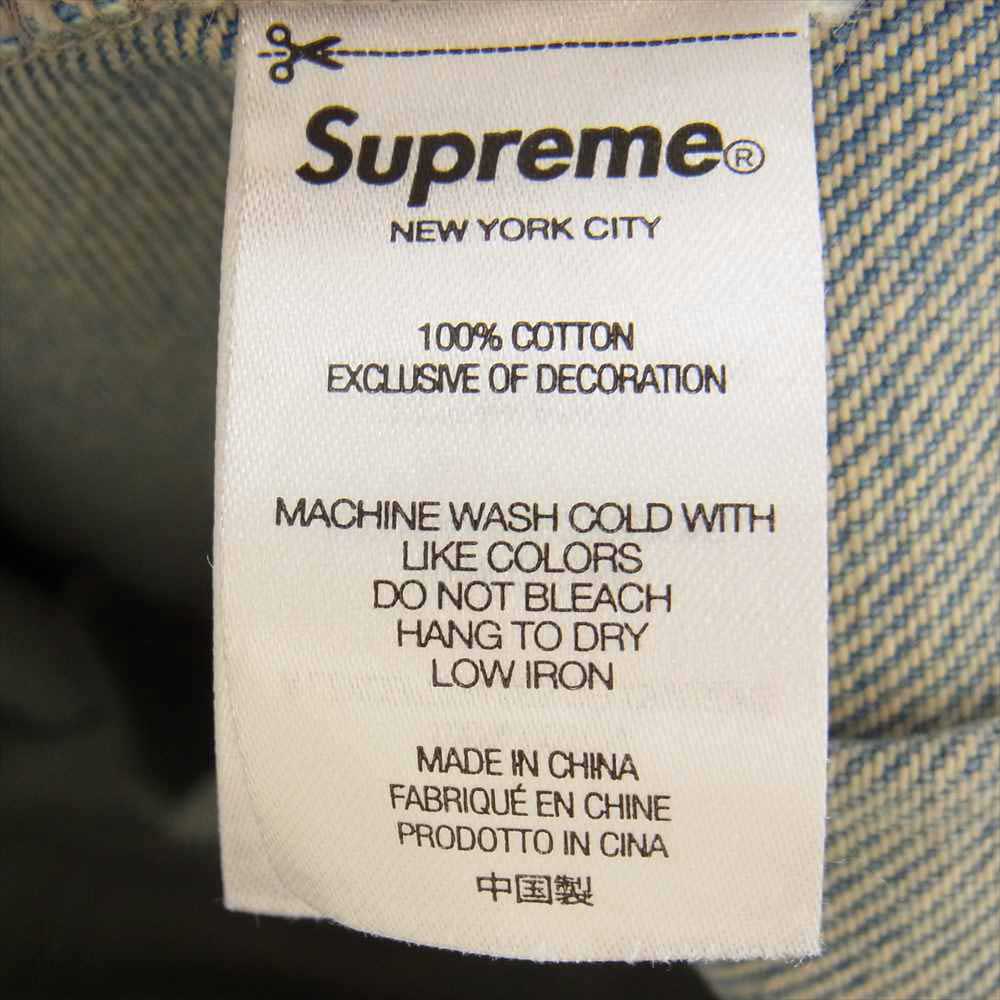 Supreme®
NEW YORK CITY
100% COTTON
EXCLUSIVE OF DECORATION
MACHINE WASH COLD WITH
LIKE COLORS
DO NOT BLEACH
HANG TO DRY
LOW IRON
MADE IN CHINA
FABRIQUÉ EN CHINE
PRODOTTO IN CINA
中国製